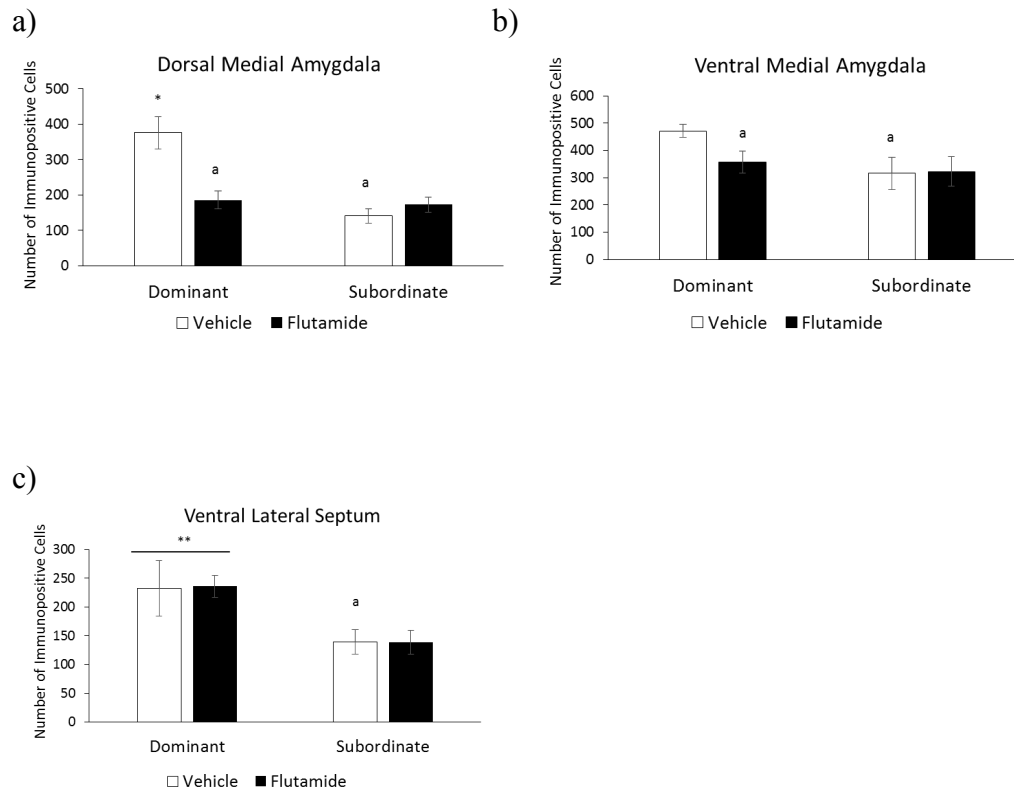 a)
Dorsal Medial Amygdala
Number of Immunopositive Cells
500
400
300
200
100
0
*
a
a
Dominant Subordinate
Vehicle Flutamide
b)
Ventral Medial Amygdala
Number of Immunopositive Cells
600
500
400
300
200
100
0
a
a
Dominant Subordinate
Vehicle Flutamide
c)
Ventral Lateral Septum
Number of Immunopositive Cells
300
250
200
150
100
50
0
**
a
Dominant Subordinate
Vehicle Flutamide